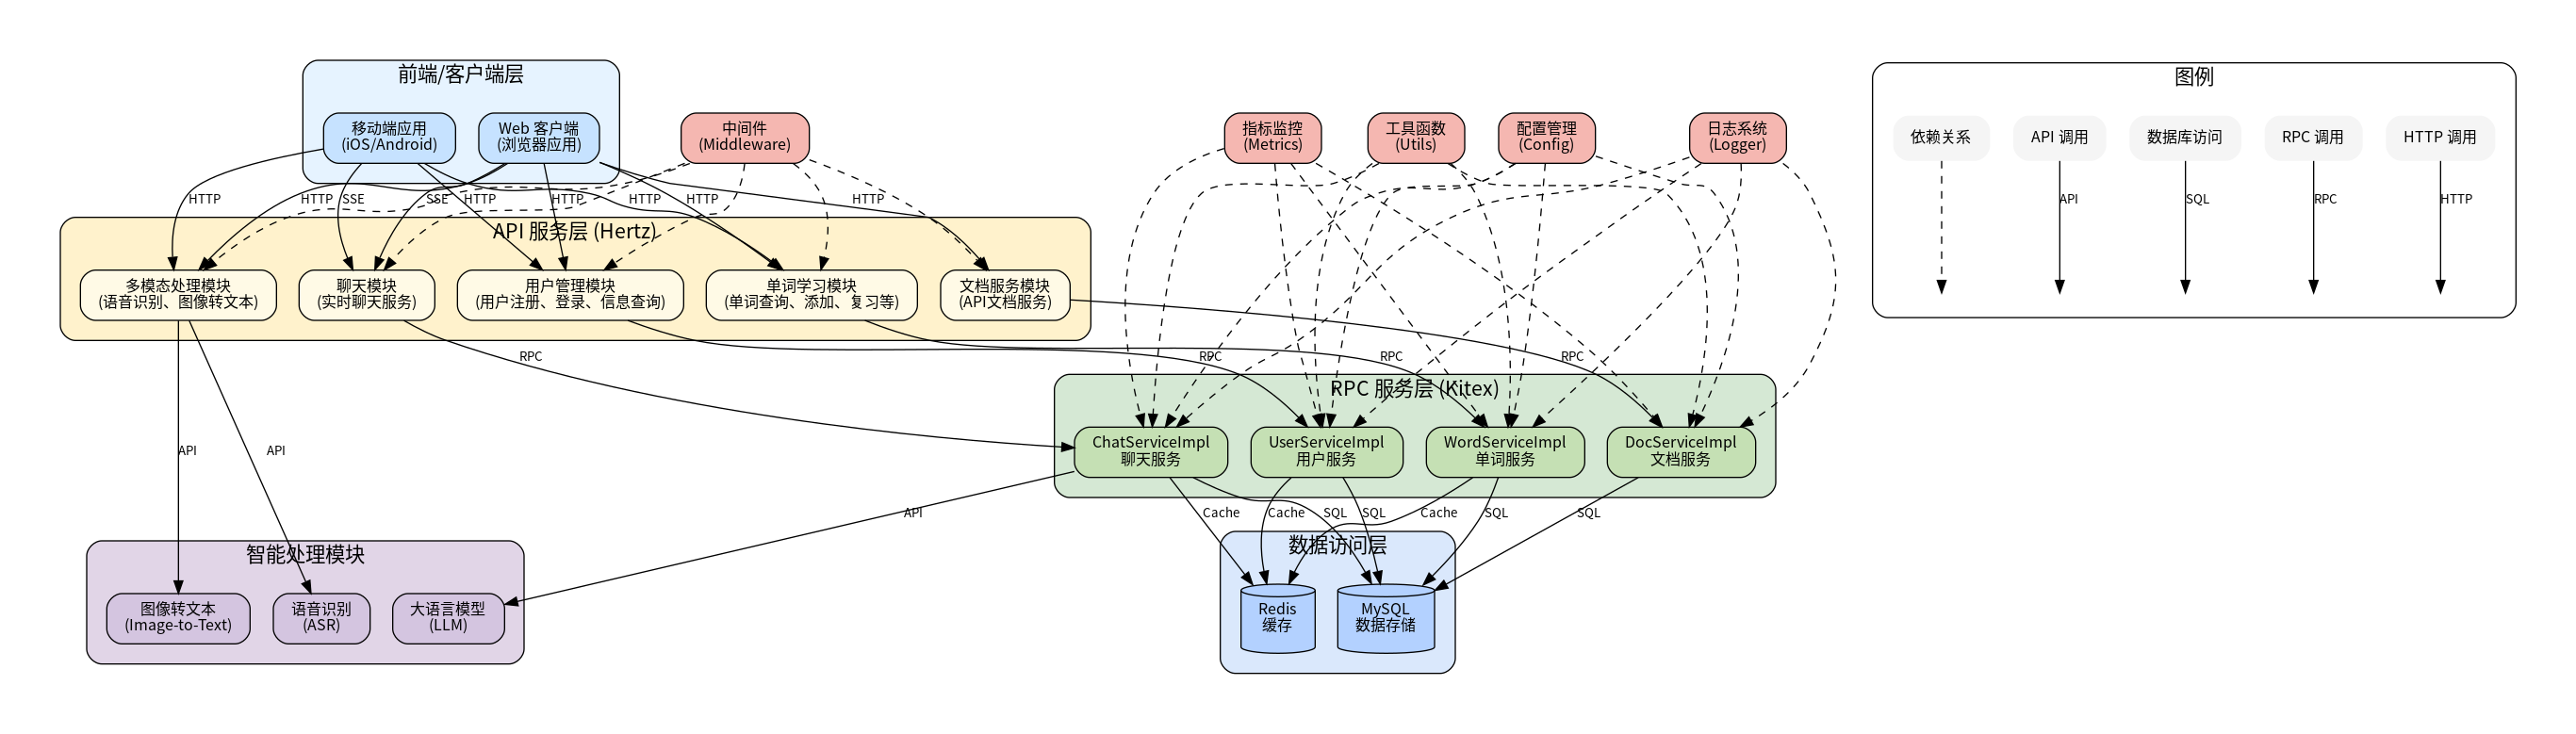 前端/客户端层
图例
移动端应用
(iOS/Android)
Web 客户端
(浏览器应用)
中间件
(Middleware)
指标监控
(Metrics)
工具函数
(Utils)
配置管理
(Config)
日志系统
(Logger)
依赖关系
API 调用
数据库访问
RPC 调用
HTTP 调用
HTTP
HTTP
SSE
SSE
HTTP
HTTP
HTTP
HTTP
HTTP
API
SQL
RPC
HTTP
API 服务层 (Hertz)
多模态处理模块
(语音识别、图像转文本)
聊天模块
(实时聊天服务)
用户管理模块
(用户注册、登录、信息查询)
单词学习模块
(单词查询、添加、复习等)
文档服务模块
(API文档服务)
RPC
RPC
RPC
RPC
RPC 服务层 (Kitex)
ChatServiceImpl
聊天服务
UserServiceImpl
用户服务
WordServiceImpl
单词服务
DocServiceImpl
文档服务
API
API
API
Cache
Cache
SQL
SQL
Cache
SQL
SQL
智能处理模块
数据访问层
图像转文本
(Image-to-Text)
语音识别
(ASR)
大语言模型
(LLM)
Redis
缓存
MySQL
数据存储